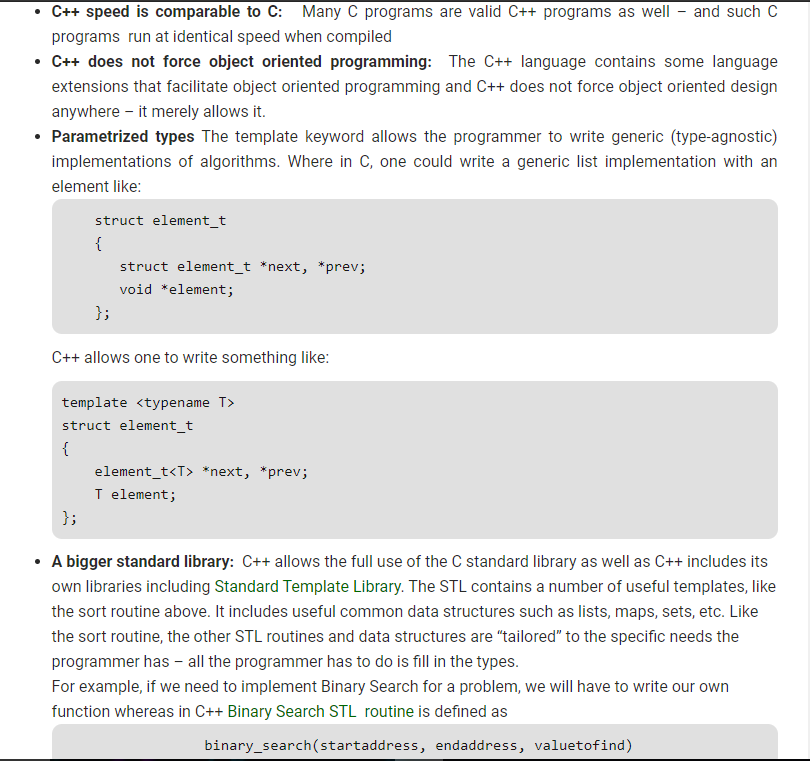 • C++ speed is comparable to C: Many C programs are valid C++ programs as well – and such C
programs run at identical speed when compiled
• C++ does not force object oriented programming: The C++ language contains some language
extensions that facilitate object oriented programming and C++ does not force object oriented design
anywhere – it merely allows it.
• Parametrized types The template keyword allows the programmer to write generic (type-agnostic)
implementations of algorithms. Where in C, one could write a generic list implementation with an
element like:
struct element_t
{
struct element_t *next, *prev;
void *element;
};
C++ allows one to write something like:
template <typename T>
struct element_t
{
element_t<T> *next, *prev;
T element;
};
• A bigger standard library: C++ allows the full use of the C standard library as well as C++ includes its
own libraries including Standard Template Library. The STL contains a number of useful templates, like
the sort routine above. It includes useful common data structures such as lists, maps, sets, etc. Like
the sort routine, the other STL routines and data structures are “tailored” to the specific needs the
programmer has – all the programmer has to do is fill in the types.
For example, if we need to implement Binary Search for a problem, we will have to write our own
function whereas in C++ Binary Search STL routine is defined as
binary_search(startaddress, endaddress, valuetofind)